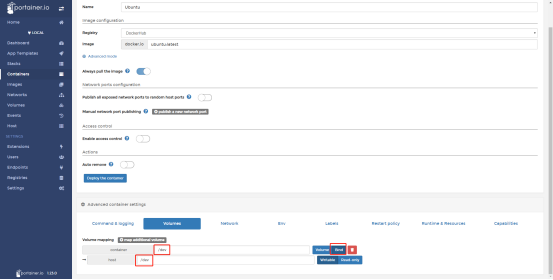 portainer.io
Home
LOCAL
Dashboard
App Templates
Stacks
Containers
Images
Networks
Volumes
Events
Host
SETTINGS
Extensions
Users
Endpoints
Registries
Settings
portainer.io 1.22.0
Name
Ubuntu
Image configuration
Registry
DockerHub
Image
docker.io
ubuntu:latest
Advanced mode
Always pull the image
Network ports configuration
Publish all exposed network ports to random host ports
Manual network port publishing
publish a new network port
Access control
Enable access control
Actions
Auto remove
Deploy the container
Advanced container settings
Command & logging
Volumes
Network
Env
Labels
Restart policy
Runtime & Resources
Capabilities
Volume mapping
map additional volume
container
/dev
Volume
Bind
host
/dev
Writable
Read-only